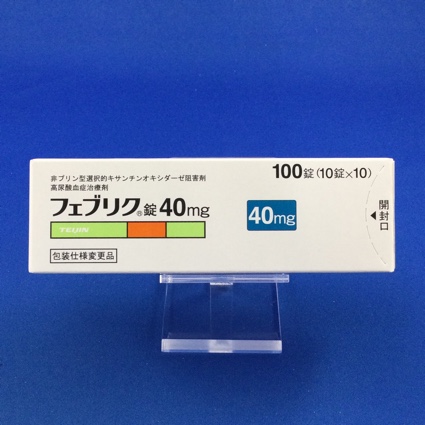 非プリン型選択的キサンチンオキシダーゼ阻害剤
高尿酸血症治療剤
フェブリク®錠40mg
TEIJIN
包装仕様変更品
100錠(10錠×10)
40mg
開封口